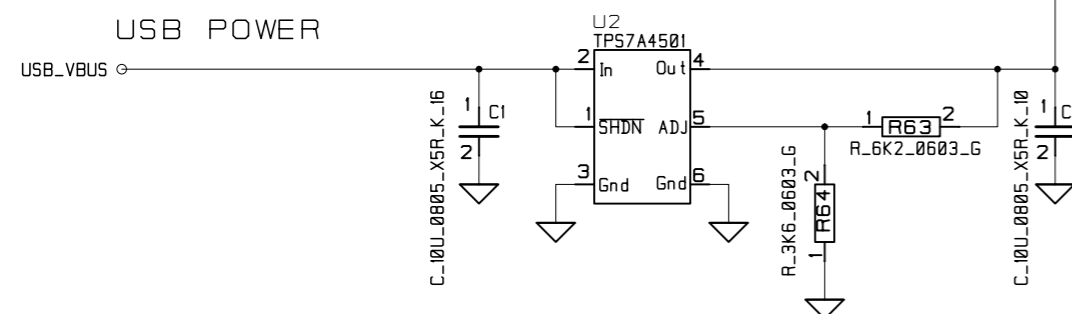 USB POWER
U2
TPS7A4501
USB_VBUS
2 In Out 4
1 SHDN ADJ 5
3 Gnd Gnd 6
C_10U_0805_X5R_K_16
1 C1
2
1 R63 2
R_6K2_0603_G
R_3K6_0603_G
2
R64
1
C_10U_0805_X5R_K_10
1 C
2